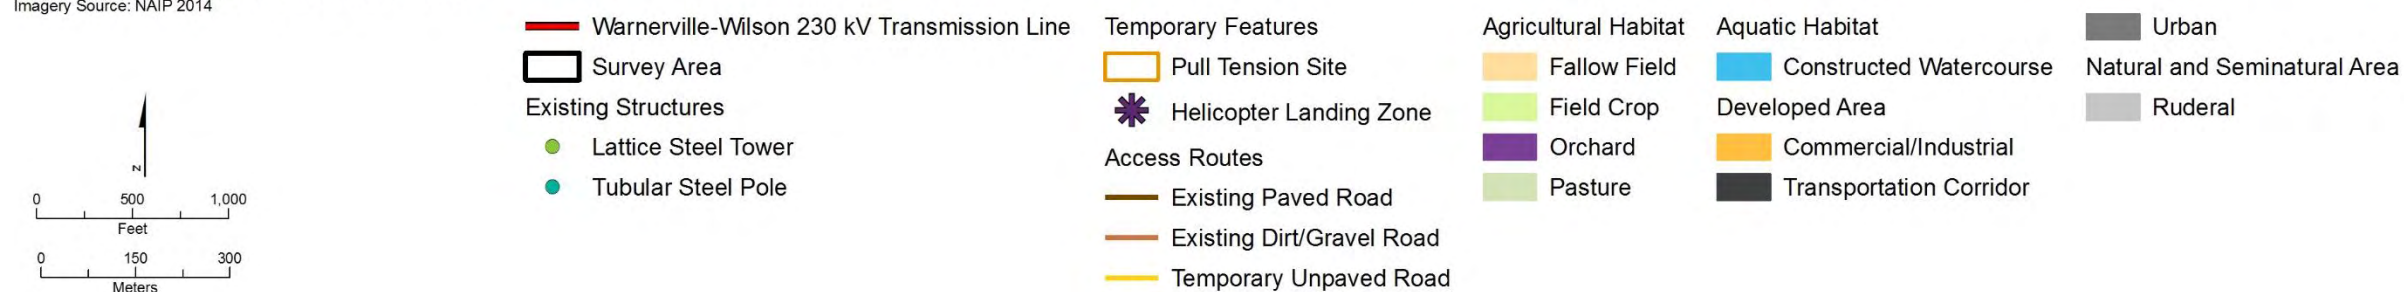 Imagery Source: NAIP 2014
N
0 500 1,000
Feet
0 150 300
Meters
Warnerville-Wilson 230 kV Transmission Line
Survey Area
Existing Structures
Lattice Steel Tower
Tubular Steel Pole
Temporary Features
Pull Tension Site
Helicopter Landing Zone
Access Routes
Existing Paved Road
Existing Dirt/Gravel Road
Temporary Unpaved Road
Agricultural Habitat
Fallow Field
Field Crop
Orchard
Pasture
Aquatic Habitat
Constructed Watercourse
Developed Area
Commercial/Industrial
Transportation Corridor
Urban
Natural and Seminatural Area
Ruderal